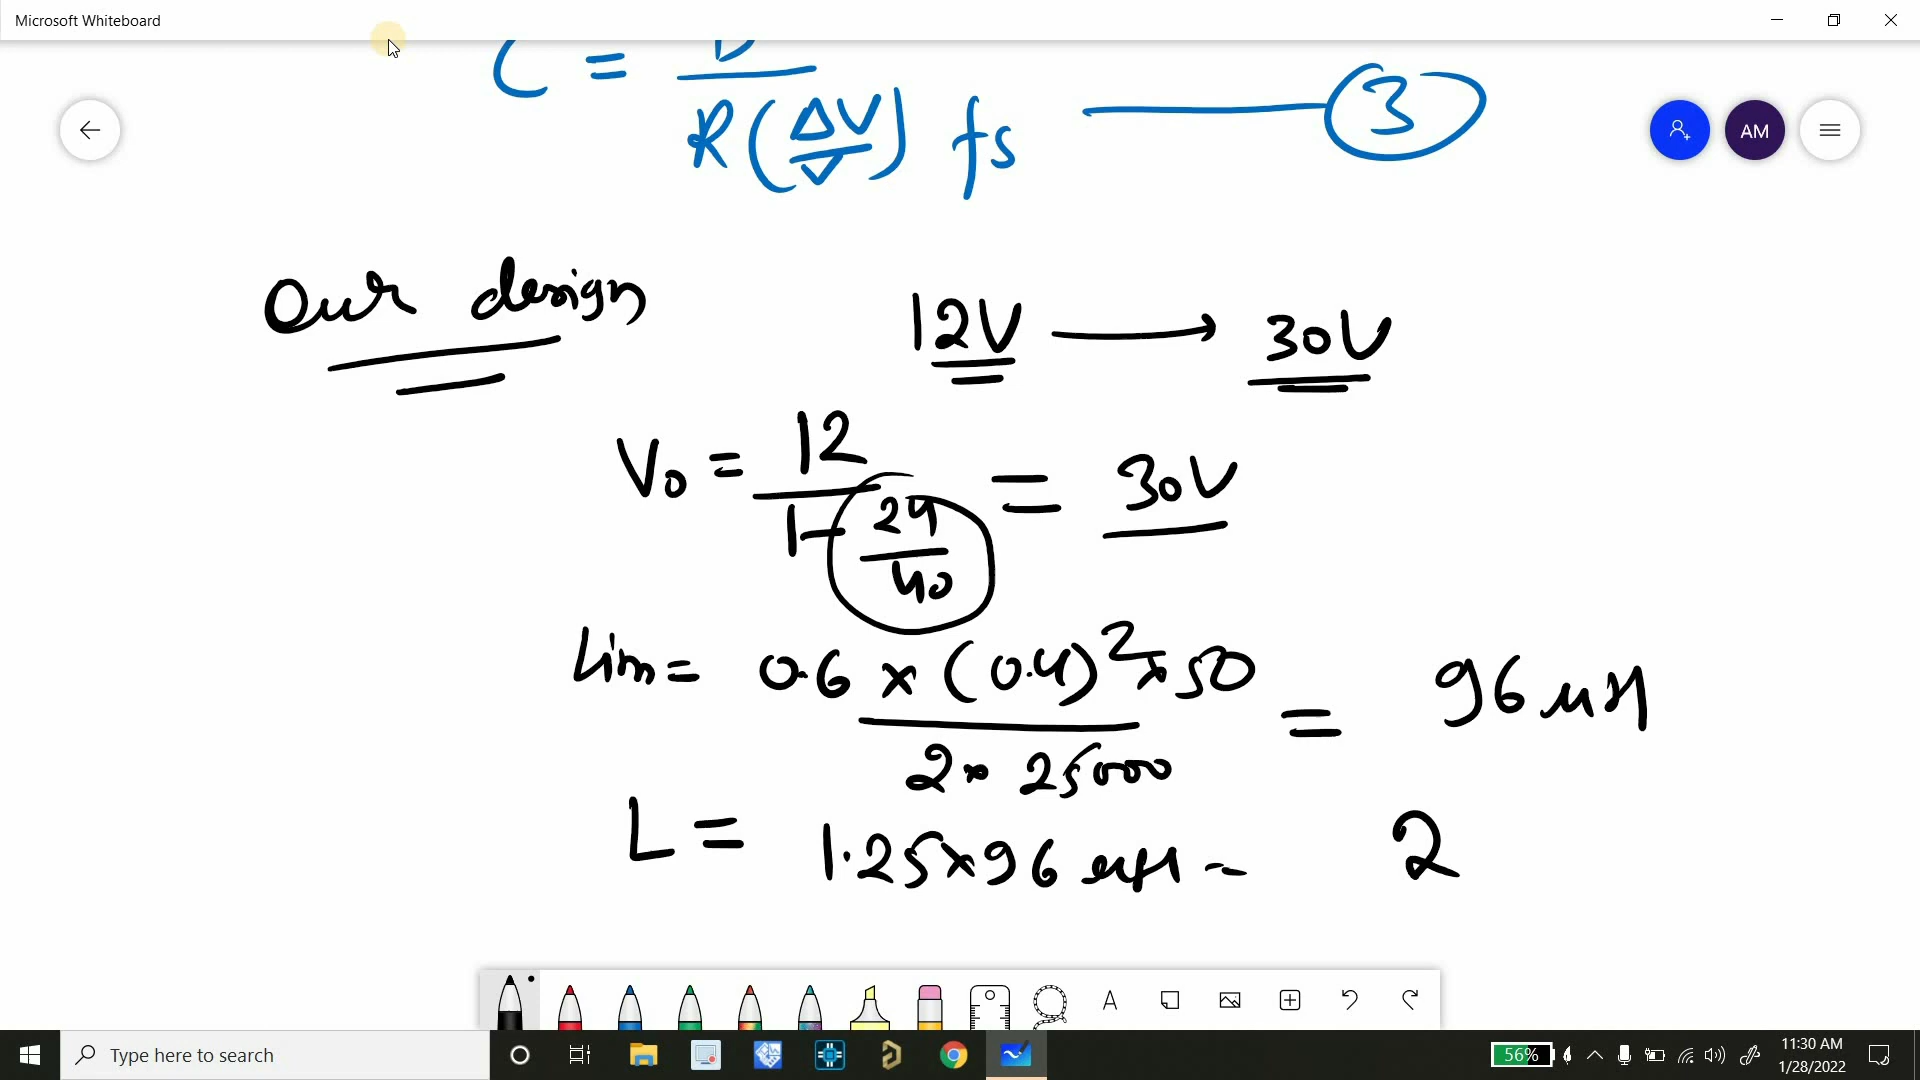 Microsoft Whiteboard
C = D / R(ΔV/V) fs — 3
AM
Our design
12V → 30V
Vo = 12 / 1 - 24/40 = 30V
Lim = 0.6 x (0.4)² x 50 / 2 x 25000 = 96 uH
L = 1.25 x 96 uH = 2
A
Type here to search
56%
11:30 AM
1/28/2022